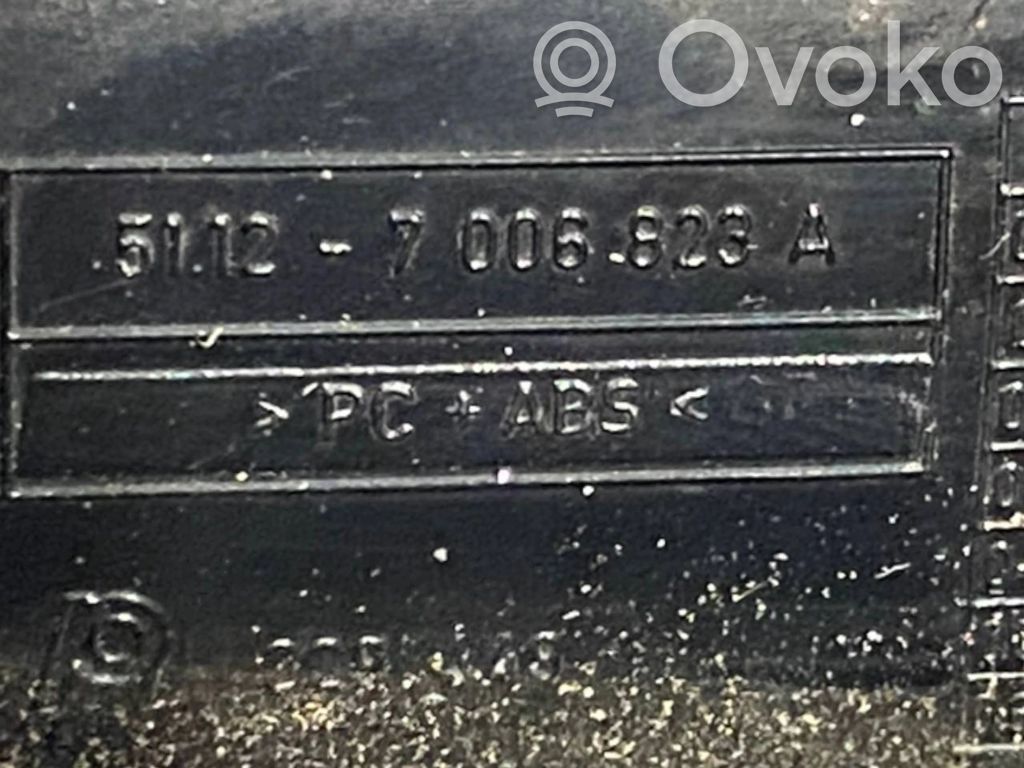 Ovoko
51.12 - 7 006 823 A
> PC + ABS <